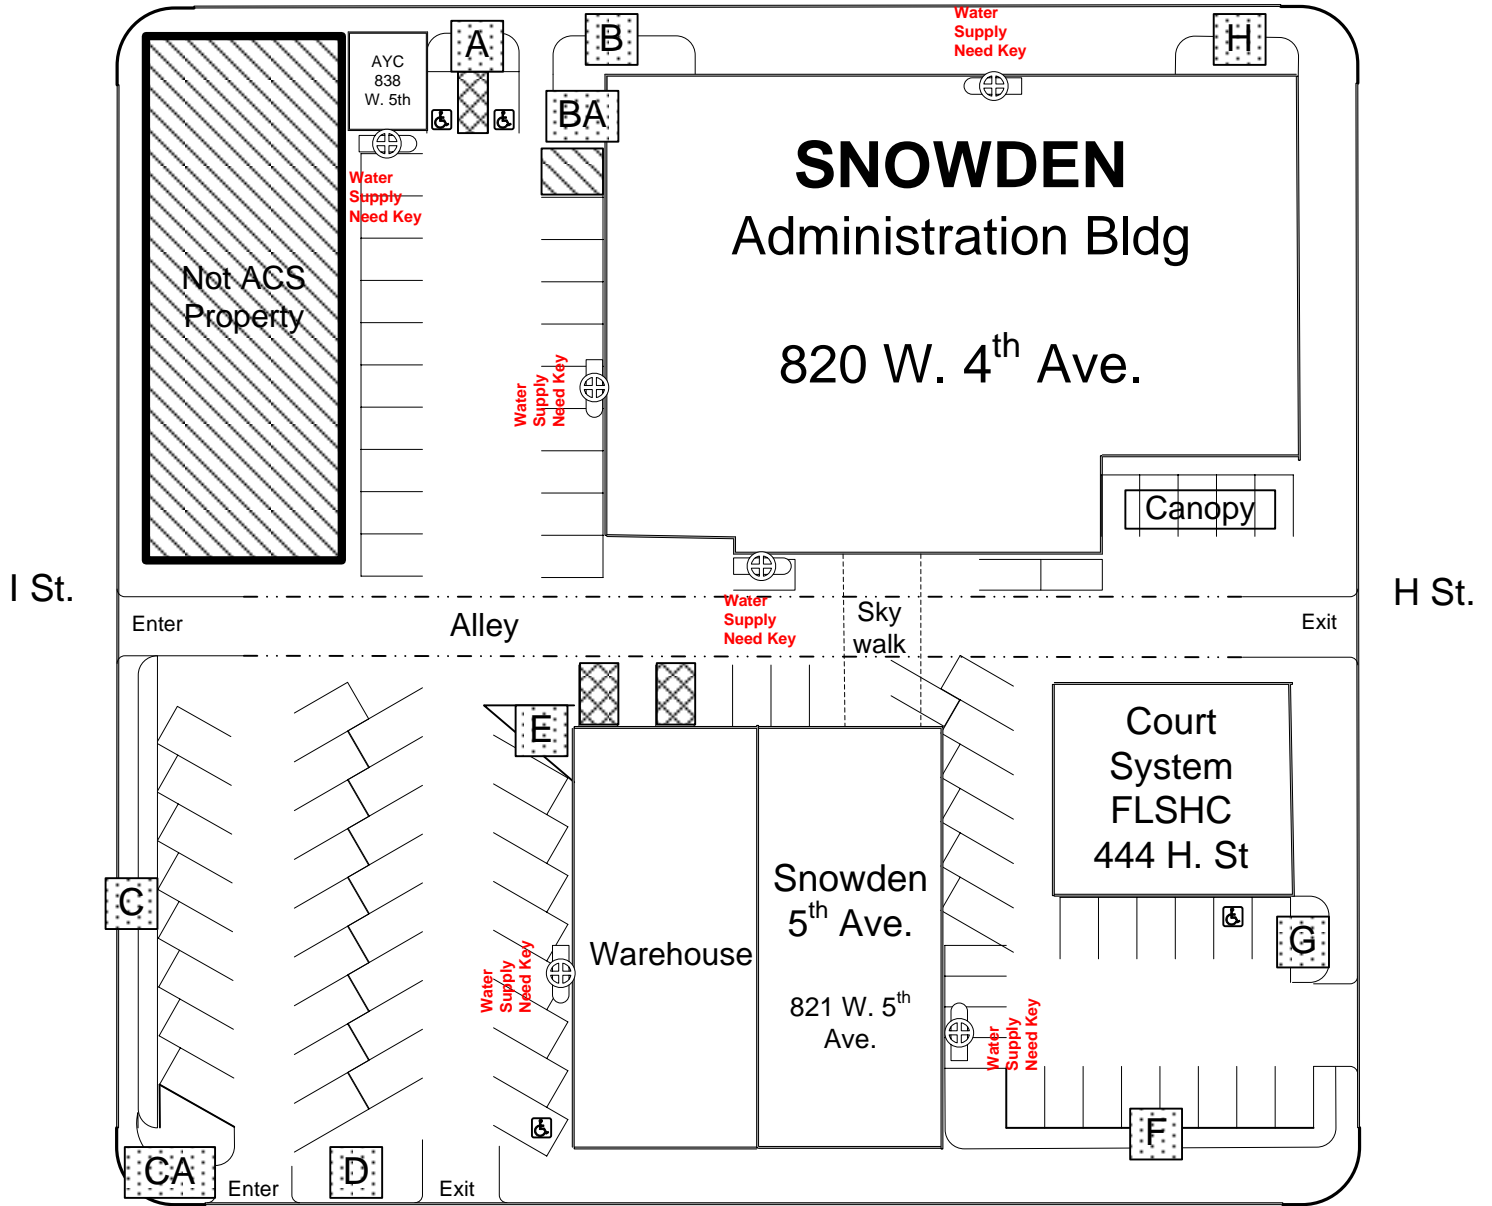 A
B
Water
Supply
Need Key
H
AYC
838
W. 5th
BA
Water
Supply
Need Key
SNOWDEN
Administration Bldg
820 W. 4th Ave.
Not ACS
Property
Water
Supply
Need Key
Canopy
I St.
H St.
Enter
Alley
Water
Supply
Need Key
Sky
walk
Exit
E
Court
System
FLSHC
444 H. St
C
Snowden
5th Ave.
821 W. 5th
Ave.
Warehouse
Water
Supply
Need Key
G
Water
Supply
Need Key
F
CA
Enter
D
Exit